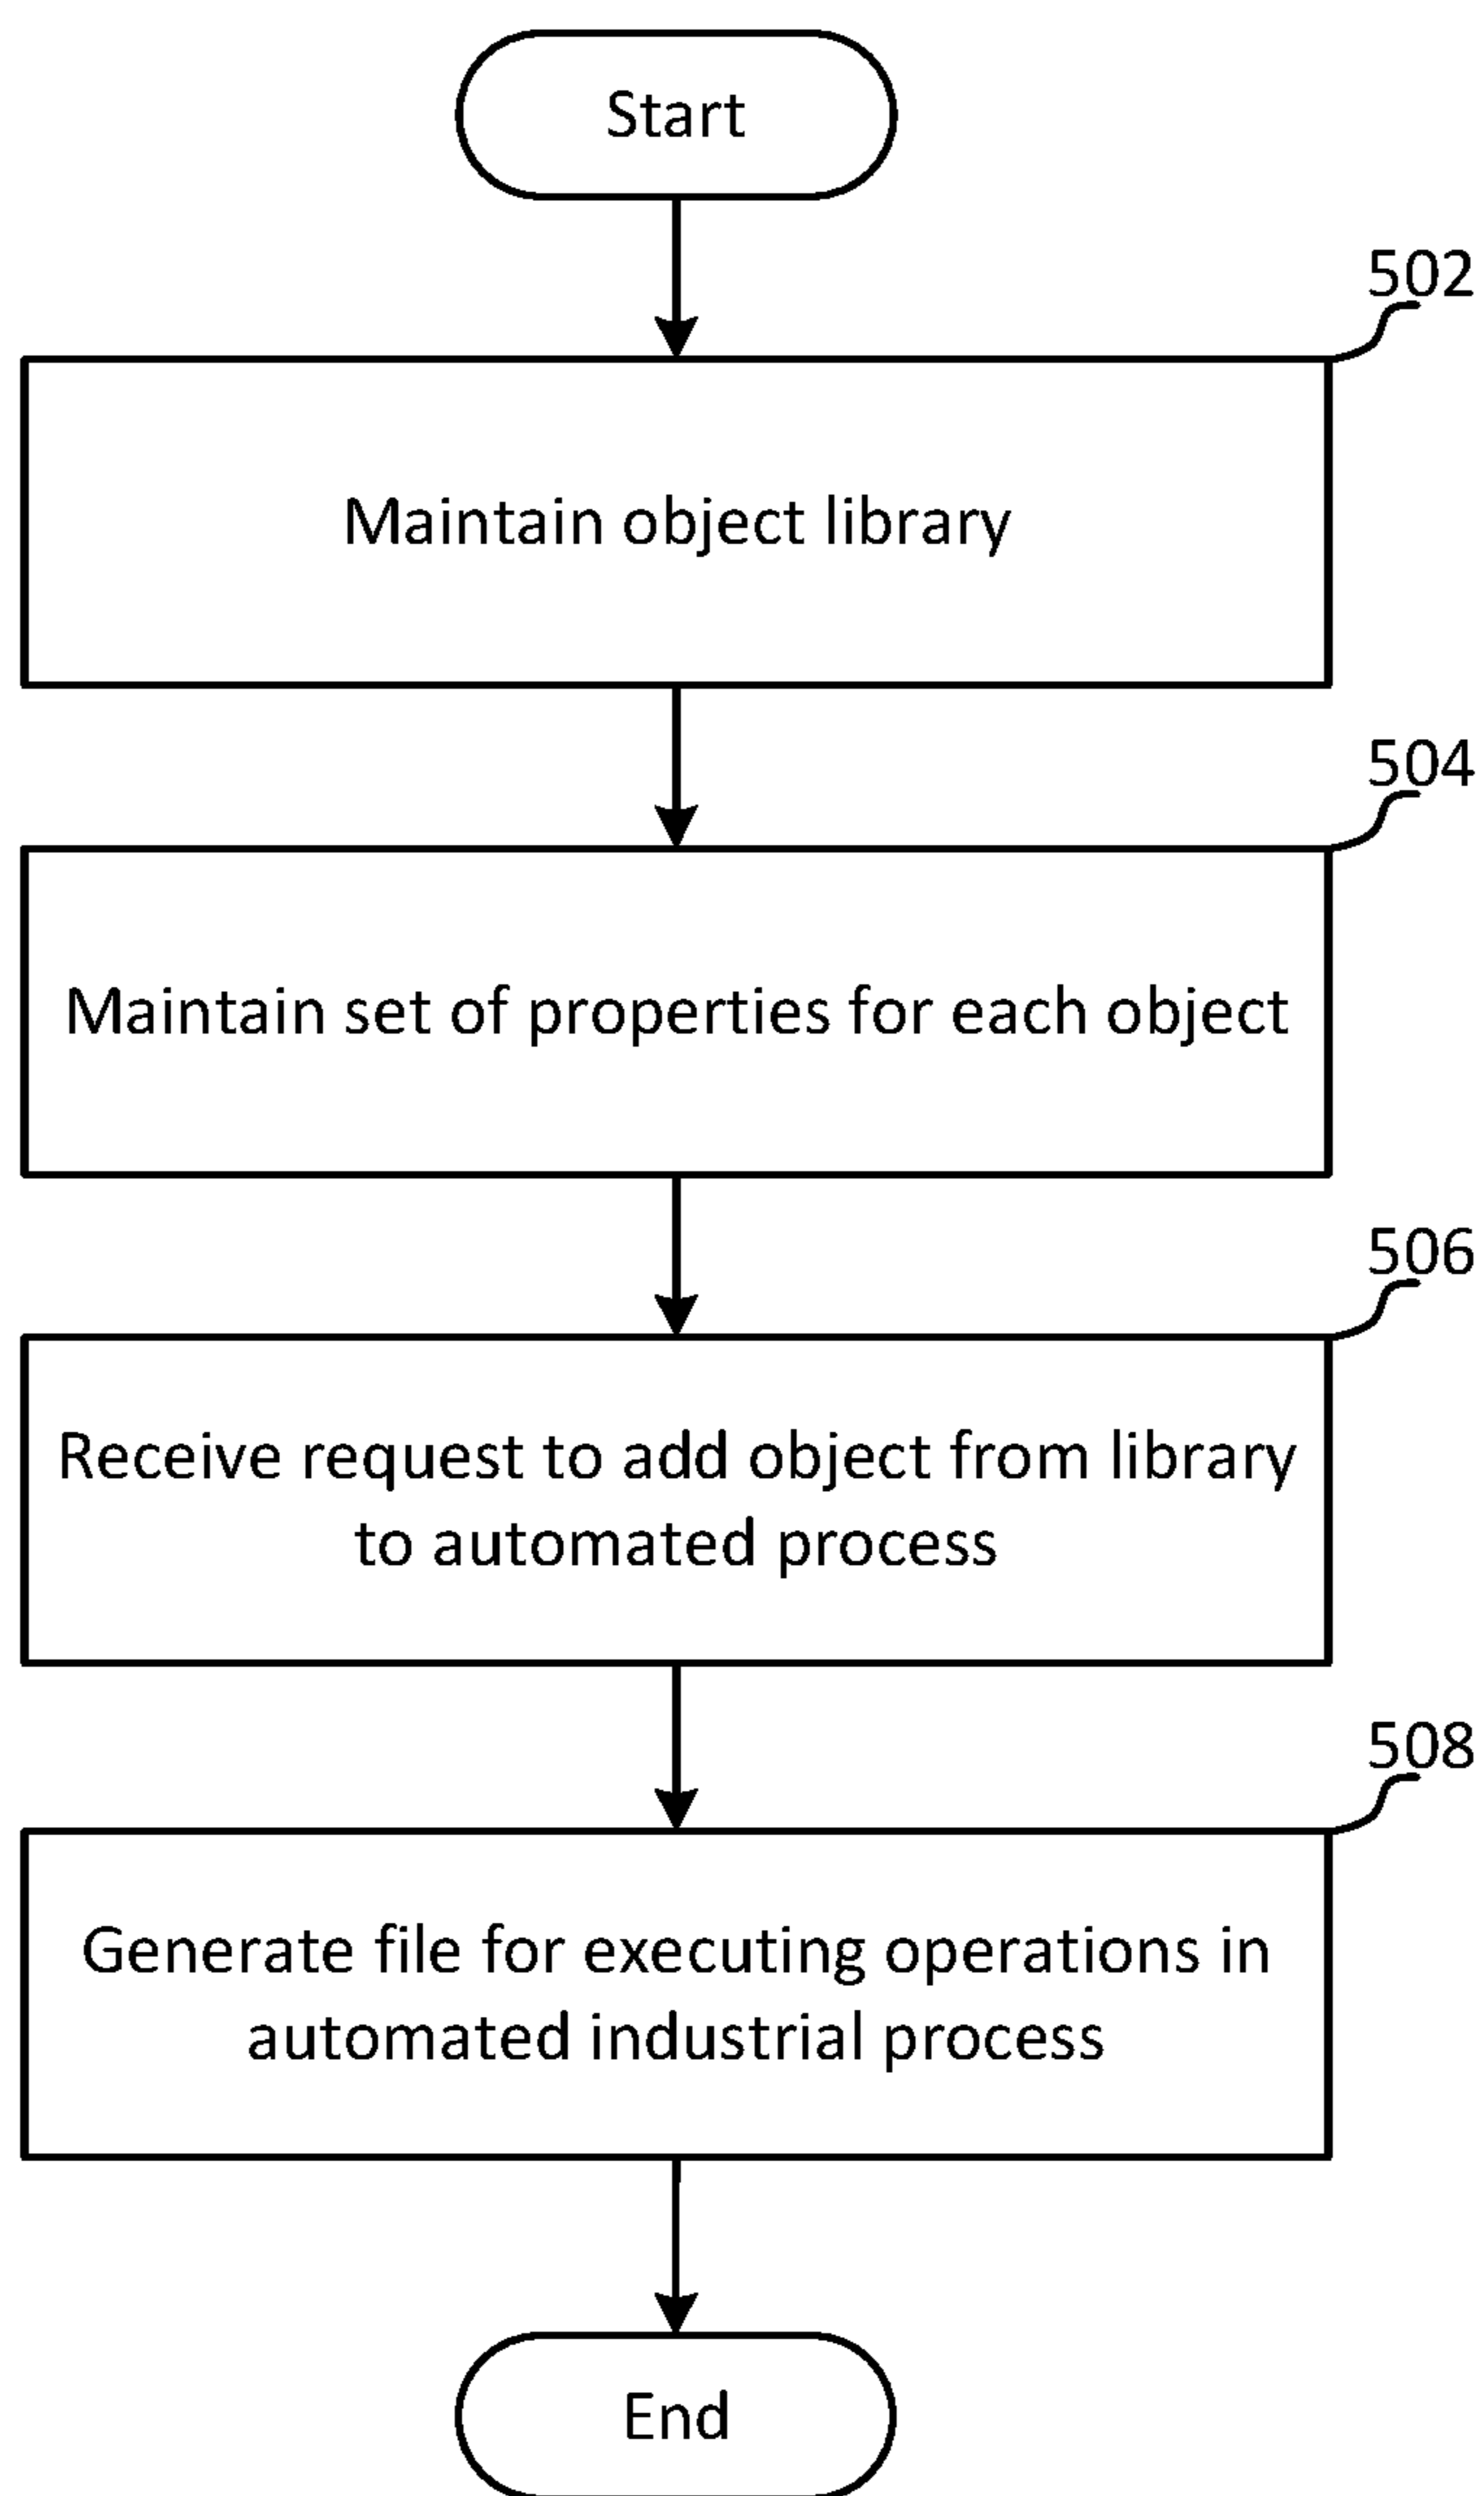 Start
502
Maintain object library
504
Maintain set of properties for each object
506
Receive request to add object from library
to automated process
508
Generate file for executing operations in
automated industrial process
End